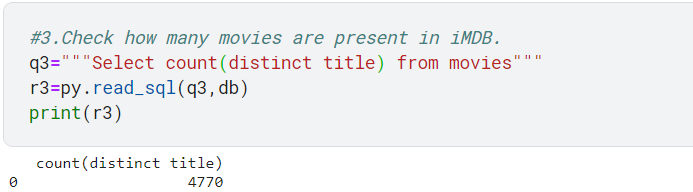 #3.Check how many movies are present in iMDB.
q3="""Select count(distinct title) from movies"""
r3=py.read_sql(q3,db)
print(r3)
count(distinct title)
0 4770